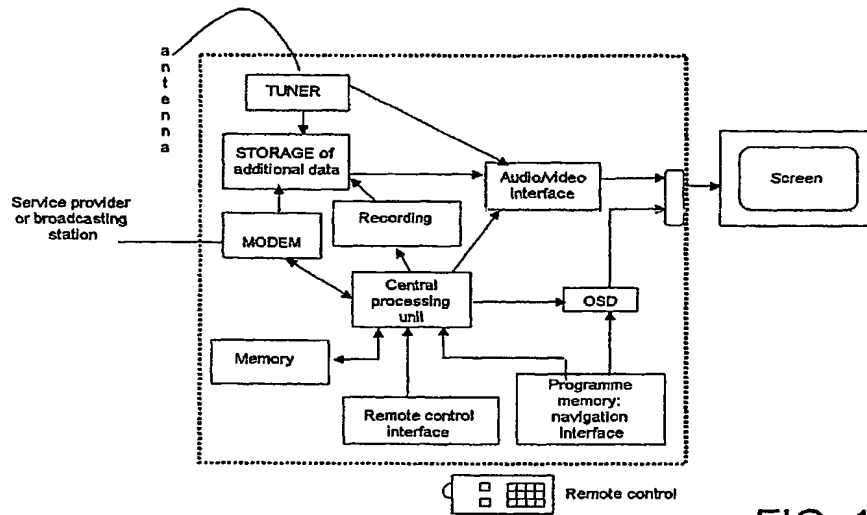 antenna
TUNER
STORAGE of
additional data
Audio/video
interface
Screen
Service provider
or broadcasting
station
Recording
MODEM
Central
processing
unit
OSD
Memory
Programme
memory:
navigation
interface
Remote control
interface
Remote control
FIG. 1